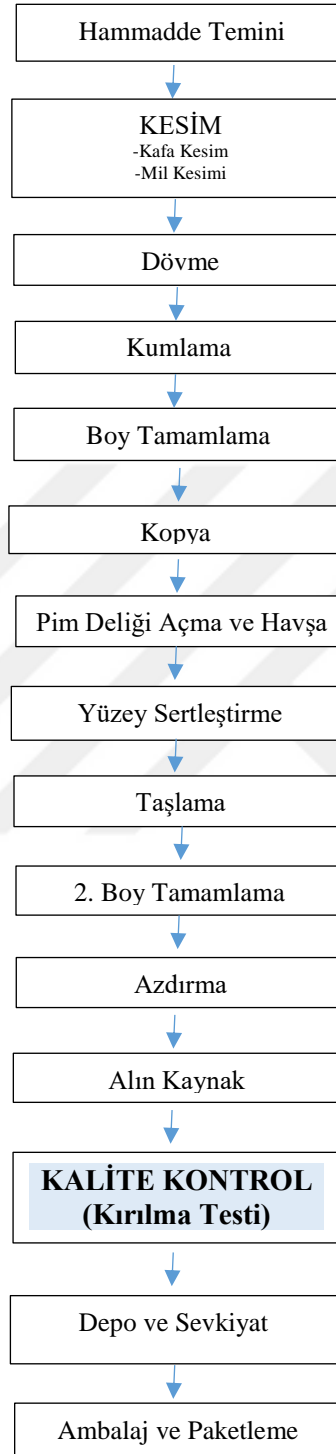 Hammadde Temini
KESİM
-Kafa Kesim
-Mil Kesimi
Dövme
Kumlama
Boy Tamamlama
Kopya
Pim Deliği Açma ve Havşa
Yüzey Sertleştirme
Taşlama
2. Boy Tamamlama
Azdırma
Alın Kaynak
KALİTE KONTROL
(Kırılma Testi)
Depo ve Sevkiyat
Ambalaj ve Paketleme